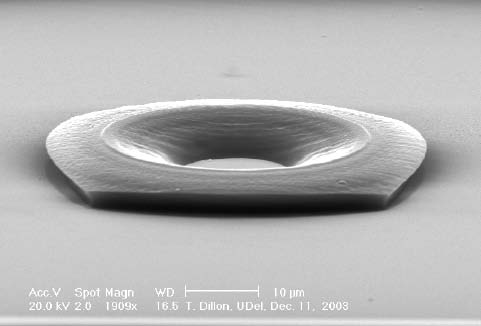 Acc.V Spot Magn WD 10 µm
20.0 kV 2.0 1909x 16.5 T. Dillon, UDel, Dec. 11, 2003